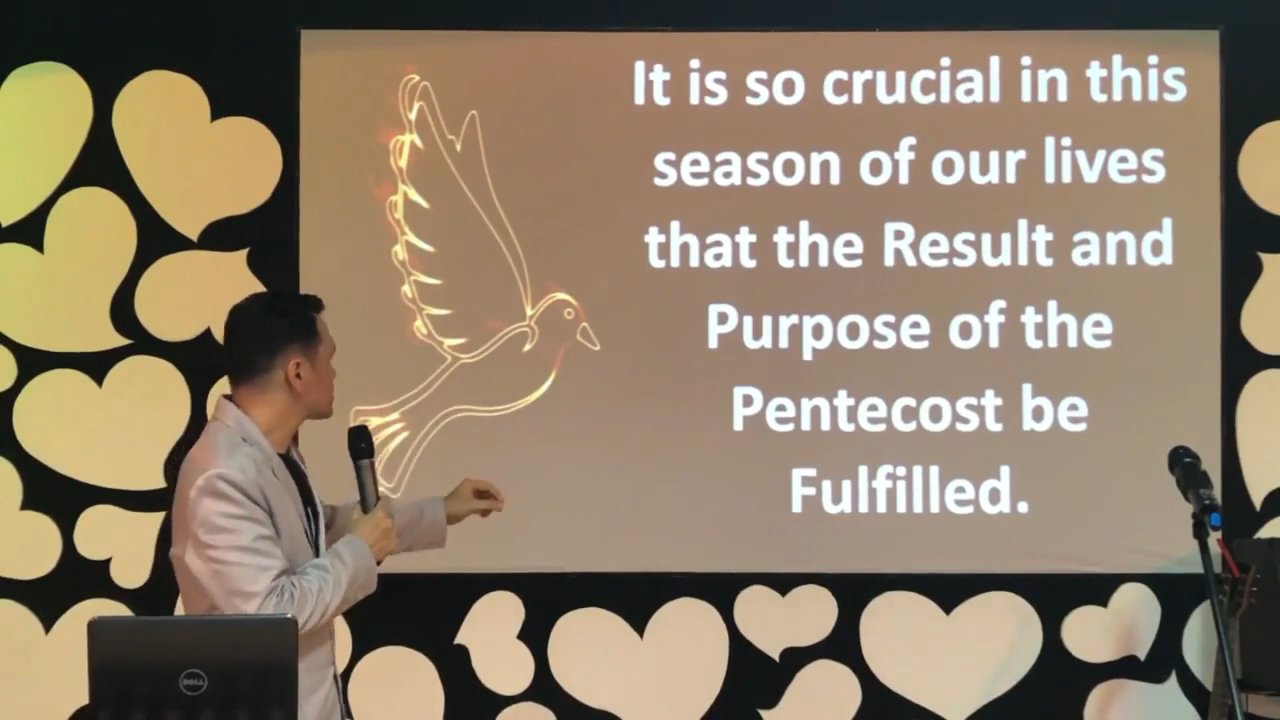 It is so crucial in this
season of our lives
that the Result and
Purpose of the
Pentecost be
Fulfilled.
DELL